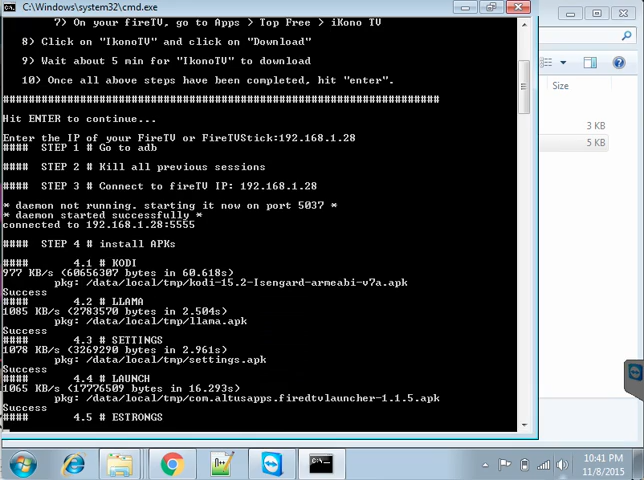 C:\Windows\system32\cmd.exe
7) On your fireTV, go to Apps > Top Free > iKono TV
8) Click on "IkonoTV" and click on "Download"
9) Wait about 5 min for "IkonoTV" to download
10) Once all above steps have been completed, hit "enter".
################################################################################
Hit ENTER to continue...
Enter the IP of your FireTV or FireTVStick:192.168.1.28
#### STEP 1 # Go to adb
#### STEP 2 # Kill all previous sessions
#### STEP 3 # Connect to fireTV IP: 192.168.1.28
* daemon not running. starting it now on port 5037 *
* daemon started successfully *
connected to 192.168.1.28:5555
#### STEP 4 # install APKs
#### 4.1 # KODI
977 KB/s (60656307 bytes in 60.618s)
pkg: /data/local/tmp/kodi-15.2-Isengard-armeabi-v7a.apk
Success
#### 4.2 # LLAMA
1085 KB/s (2783570 bytes in 2.504s)
pkg: /data/local/tmp/llama.apk
Success
#### 4.3 # SETTINGS
1078 KB/s (3269290 bytes in 2.961s)
pkg: /data/local/tmp/settings.apk
Success
#### 4.4 # LAUNCH
1065 KB/s (17776509 bytes in 16.293s)
pkg: /data/local/tmp/com.altusapps.firedtvlauncher-1.1.5.apk
Success
#### 4.5 # ESTRONGS
Size
3 KB
5 KB
10:41 PM
11/8/2015